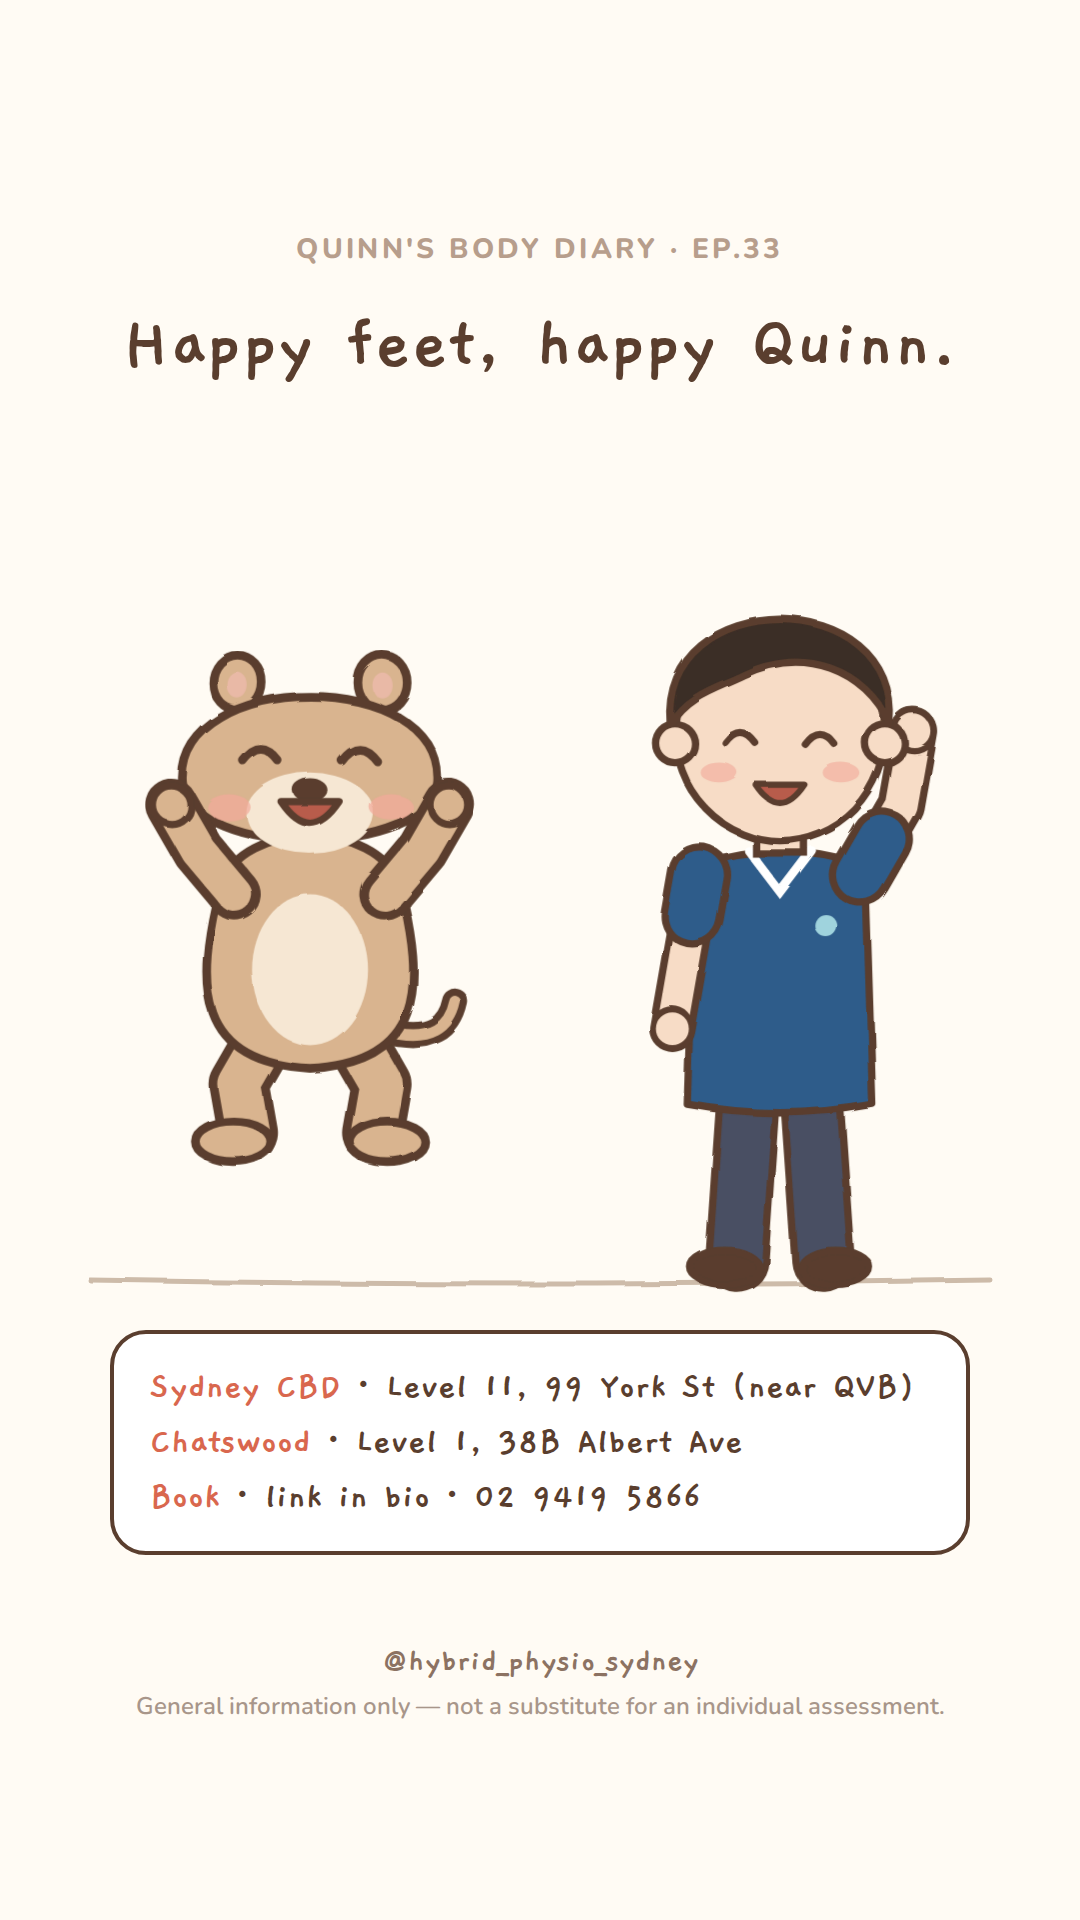 QUINN'S BODY DIARY · EP.33
Happy feet, happy Quinn.
Sydney CBD · Level 11, 99 York St (near QVB)
Chatswood · Level 1, 38B Albert Ave
Book · link in bio · 02 9419 5866
@hybrid_physio_sydney
General information only — not a substitute for an individual assessment.